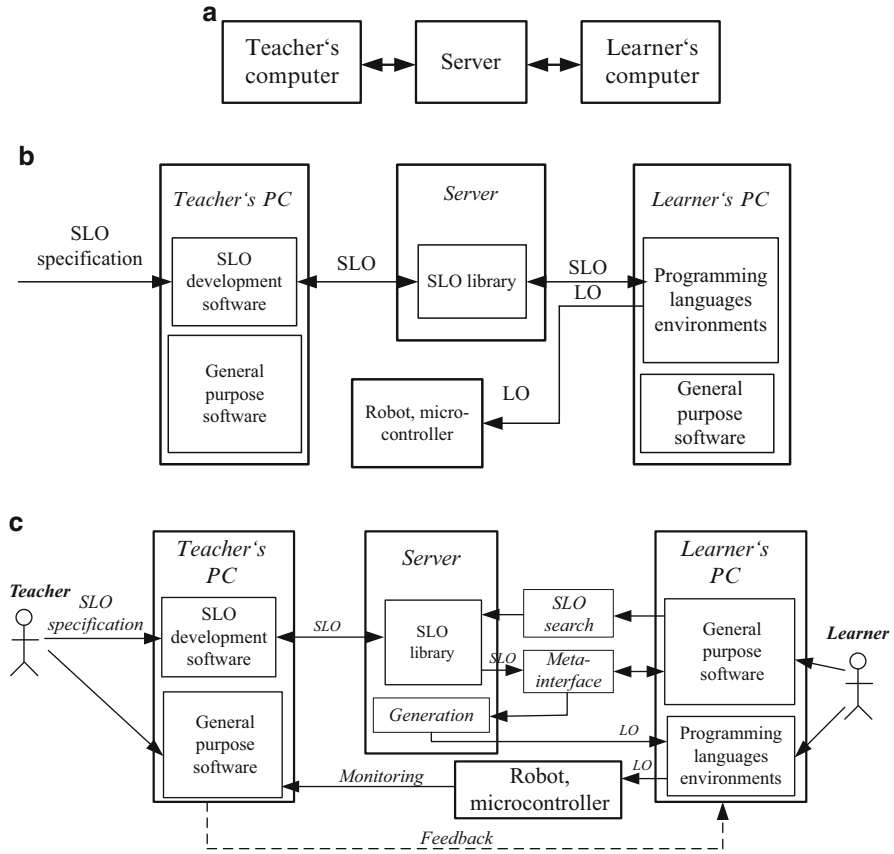 a
Teacher‘s
computer
Server
Learner‘s
computer
b
Teacher‘s PC
Server
Learner‘s PC
SLO
specification
SLO
development
software
SLO
SLO library
SLO
LO
Programming
languages
environments
General
purpose
software
Robot, micro-
controller
LO
General
purpose
software
c
Teacher‘s
PC
Server
Learner‘s
PC
Teacher
SLO
specification
SLO
development
software
SLO
SLO
library
SLO
search
General
purpose
software
Learner
SLO
Meta-
interface
Generation
General
purpose
software
LO
Programming
languages
environments
Monitoring
Robot,
microcontroller
LO
Feedback